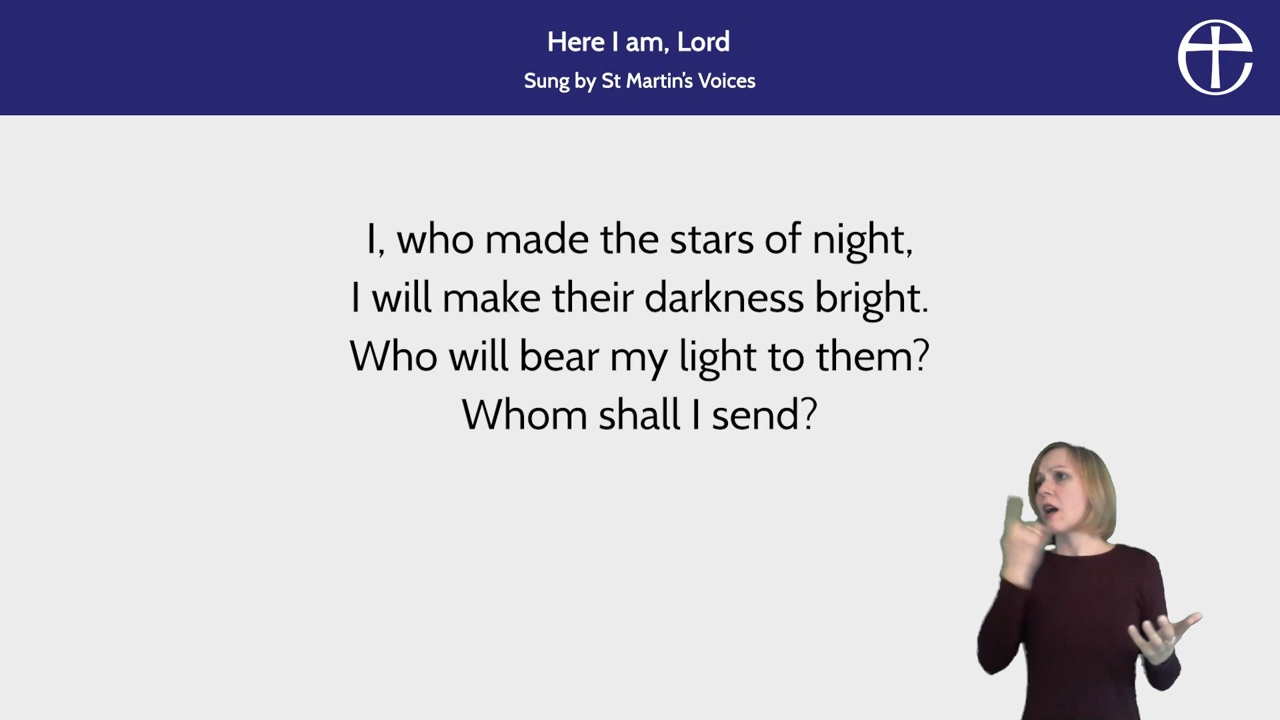 Here I am, Lord
Sung by St Martin's Voices
I, who made the stars of night,
I will make their darkness bright.
Who will bear my light to them?
Whom shall I send?